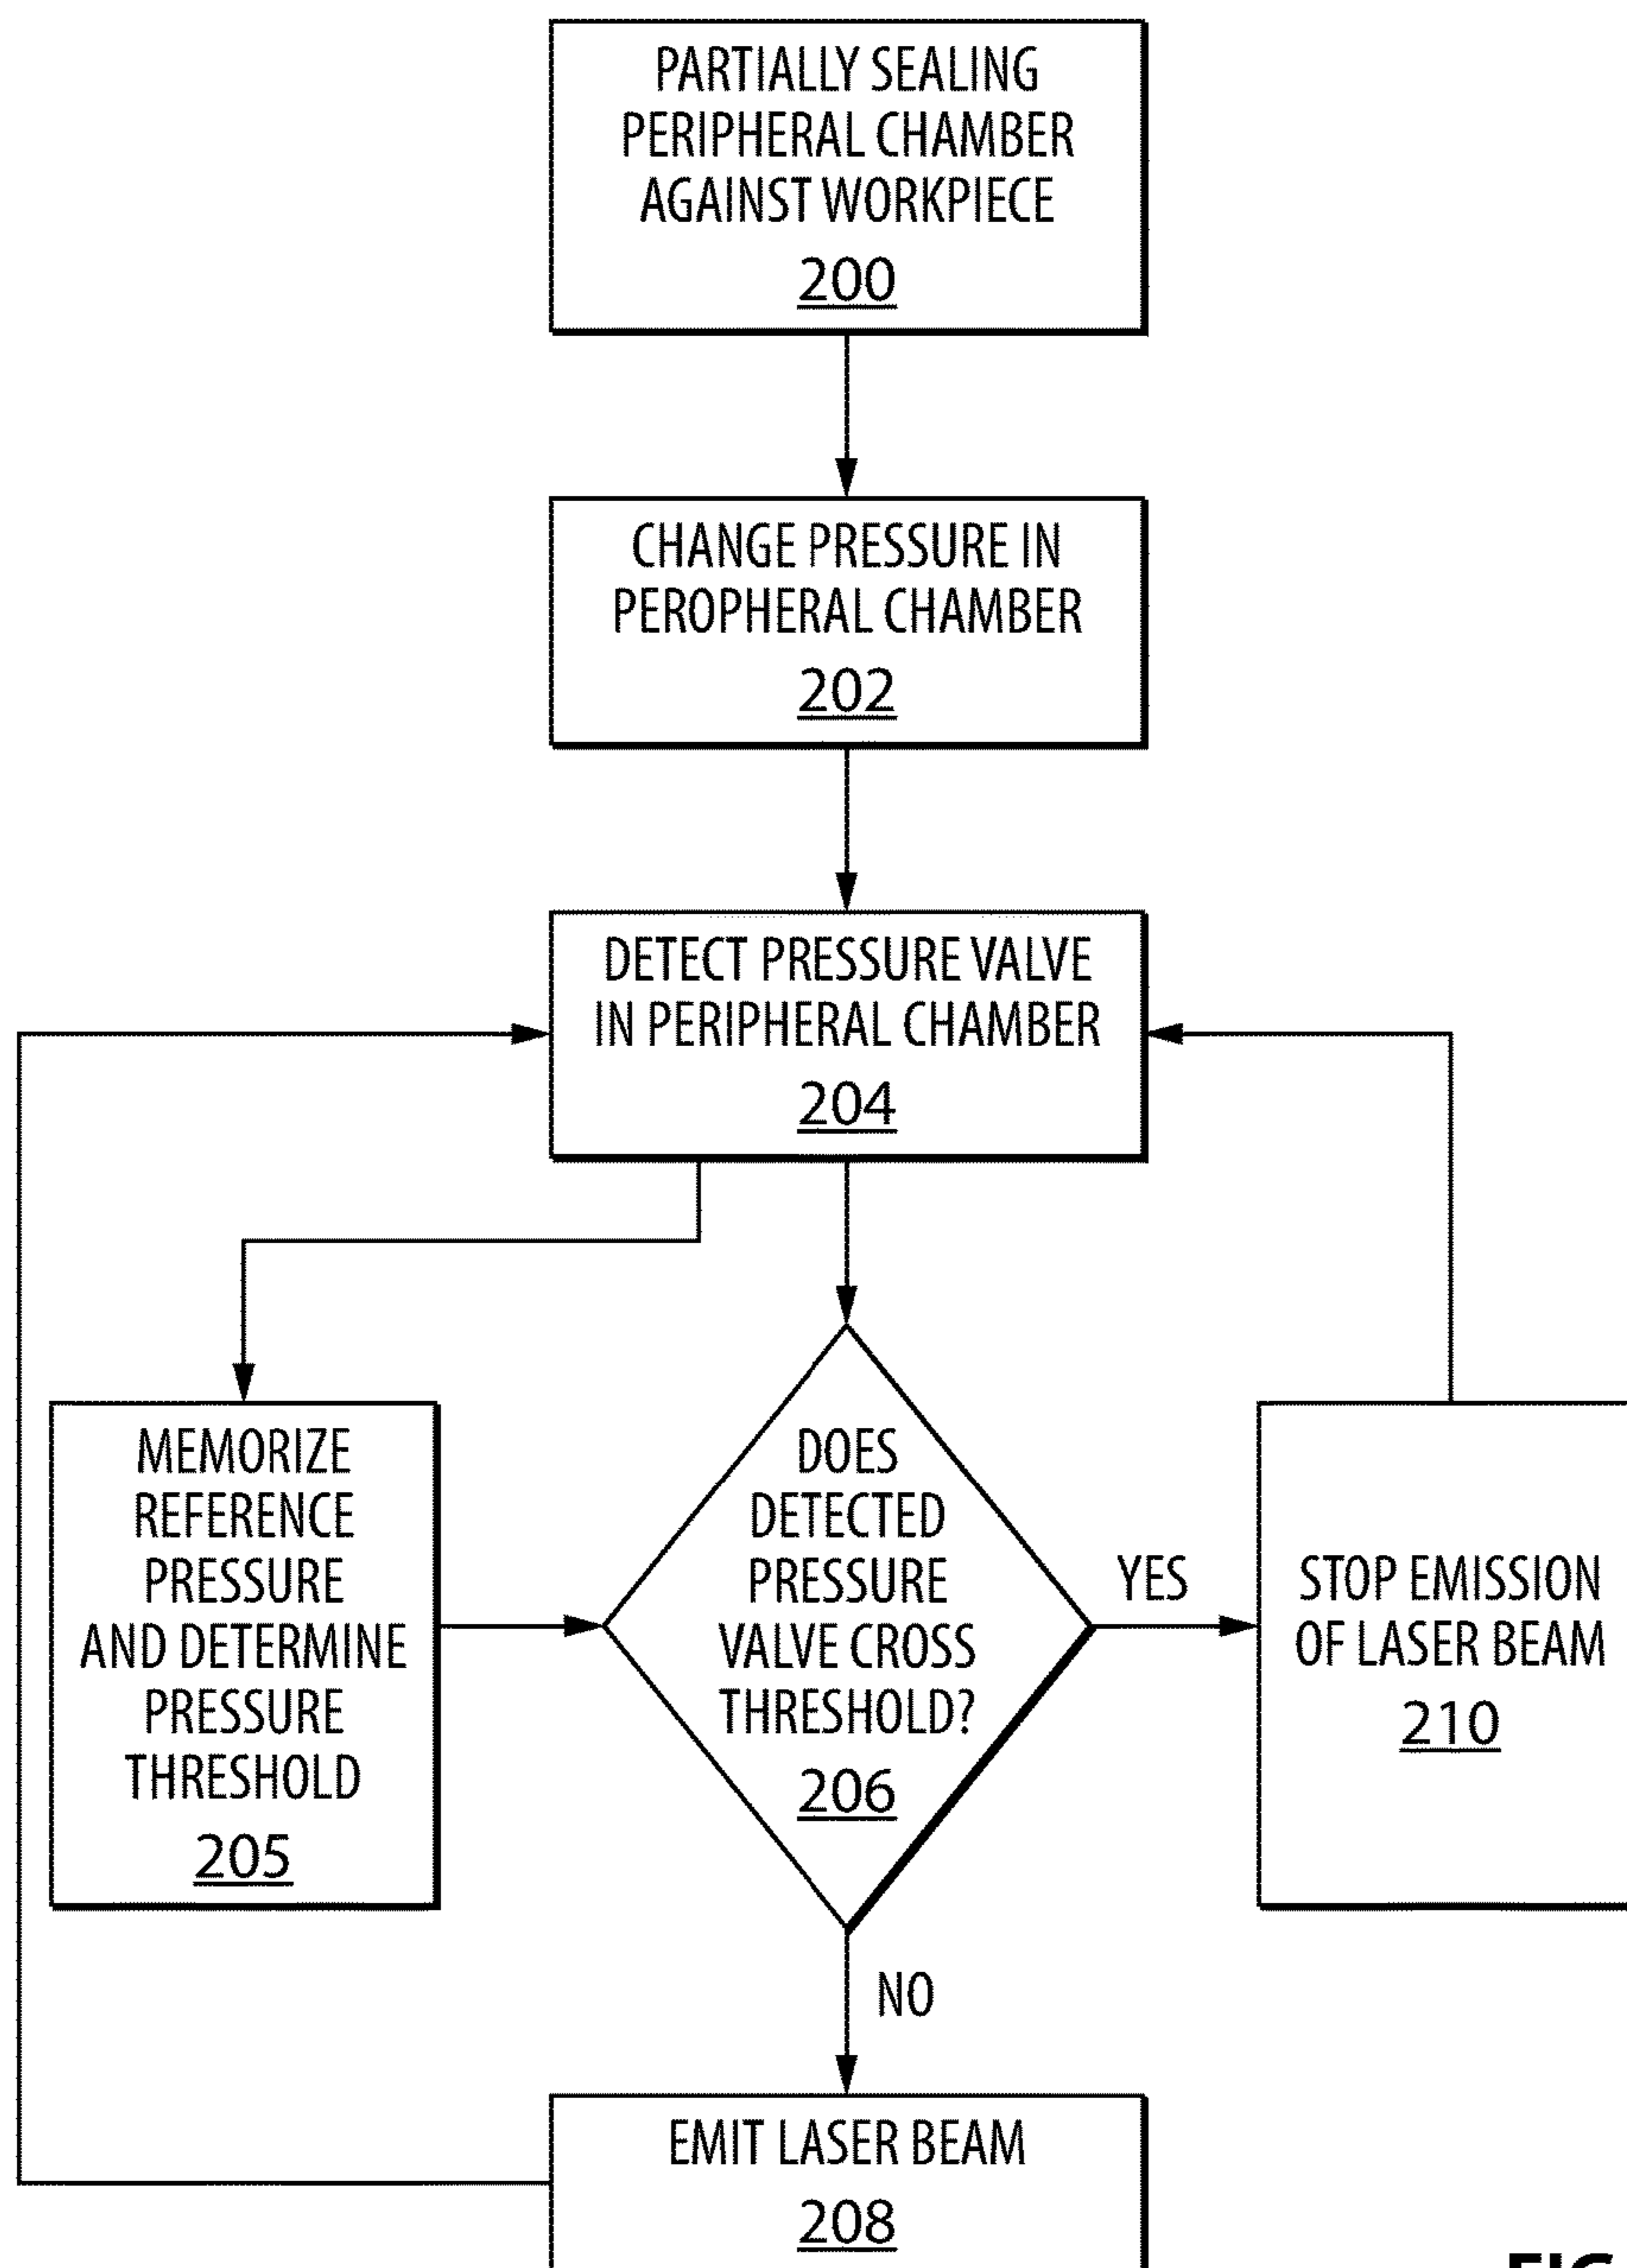 PARTIALLY SEALING
PERIPHERAL CHAMBER
AGAINST WORKPIECE
200
CHANGE PRESSURE IN
PEROPHERAL CHAMBER
202
DETECT PRESSURE VALVE
IN PERIPHERAL CHAMBER
204
MEMORIZE
REFERENCE
PRESSURE
AND DETERMINE
PRESSURE
THRESHOLD
205
DOES
DETECTED
PRESSURE
VALVE CROSS
THRESHOLD?
206
YES
STOP EMISSION
OF LASER BEAM
210
NO
EMIT LASER BEAM
208